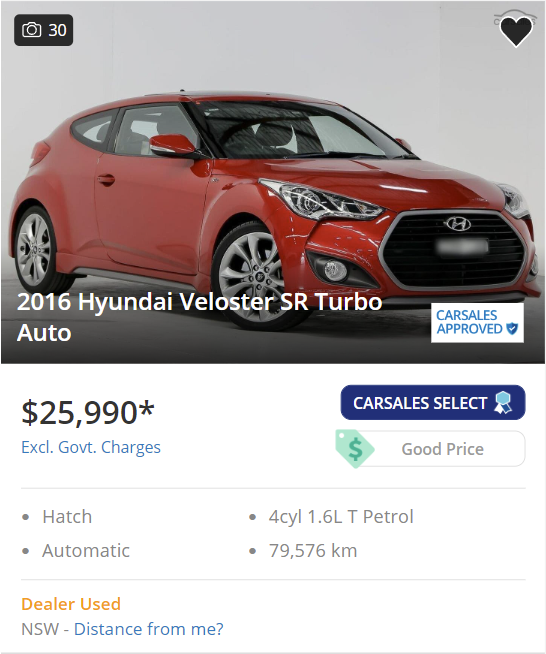 30
2016 Hyundai Veloster SR Turbo
Auto
CARSALES
APPROVED
$25,990*
CARSALES SELECT
Excl. Govt. Charges
$
Good Price
Hatch
4cyl 1.6L T Petrol
Automatic
79,576 km
Dealer Used
NSW - Distance from me?